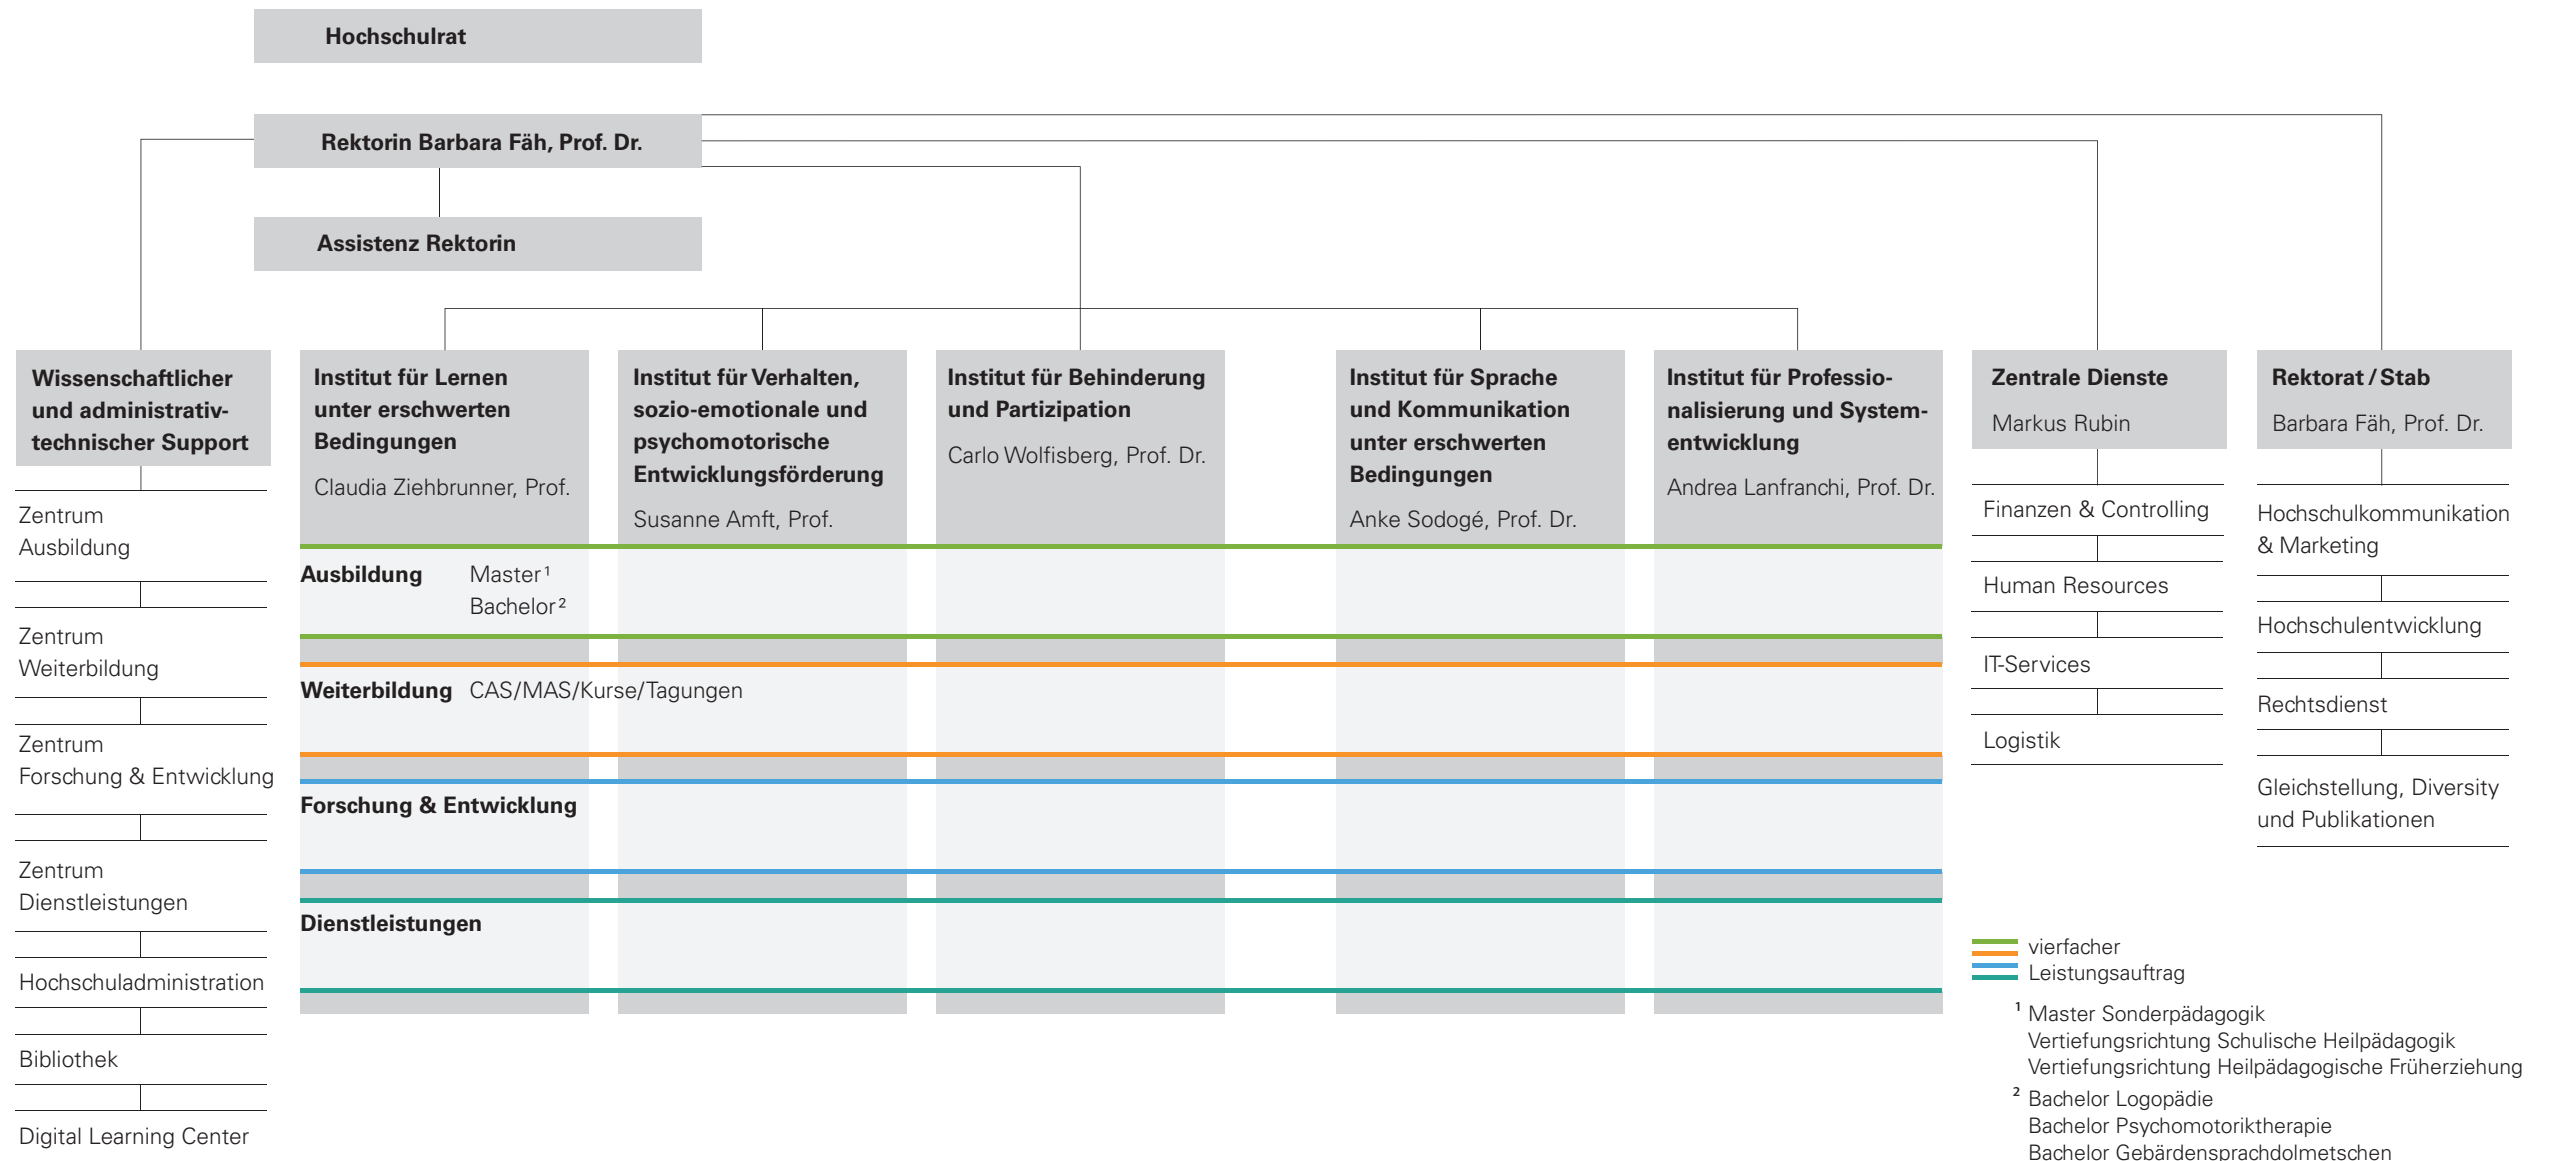 Hochschulrat
Rektorin Barbara Fäh, Prof. Dr.
Assistenz Rektorin
Wissenschaftlicher
und administrativ-
technischer Support
Zentrum
Ausbildung
Zentrum
Weiterbildung
Zentrum
Forschung & Entwicklung
Zentrum
Dienstleistungen
Hochschuladministration
Bibliothek
Digital Learning Center
Institut für Lernen
unter erschwerten
Bedingungen
Claudia Ziehbrunner, Prof.
Institut für Verhalten,
sozio-emotionale und
psychomotorische
Entwicklungsförderung
Susanne Amft, Prof.
Institut für Behinderung
und Partizipation
Carlo Wolfisberg, Prof. Dr.
Institut für Sprache
und Kommunikation
unter erschwerten
Bedingungen
Anke Sodogé, Prof. Dr.
Institut für Professio-
nalisierung und System-
entwicklung
Andrea Lanfranchi, Prof. Dr.
Ausbildung Master ¹
Bachelor ²
Weiterbildung CAS/MAS/Kurse/Tagungen
Forschung & Entwicklung
Dienstleistungen
Zentrale Dienste
Markus Rubin
Finanzen & Controlling
Human Resources
IT-Services
Logistik
Rektorat / Stab
Barbara Fäh, Prof. Dr.
Hochschulkommunikation
& Marketing
Hochschulentwicklung
Rechtsdienst
Gleichstellung, Diversity
und Publikationen
vierfacher
Leistungsauftrag
¹ Master Sonderpädagogik
Vertiefungsrichtung Schulische Heilpädagogik
Vertiefungsrichtung Heilpädagogische Früherziehung
² Bachelor Logopädie
Bachelor Psychomotoriktherapie
Bachelor Gebärdensprachdolmetschen